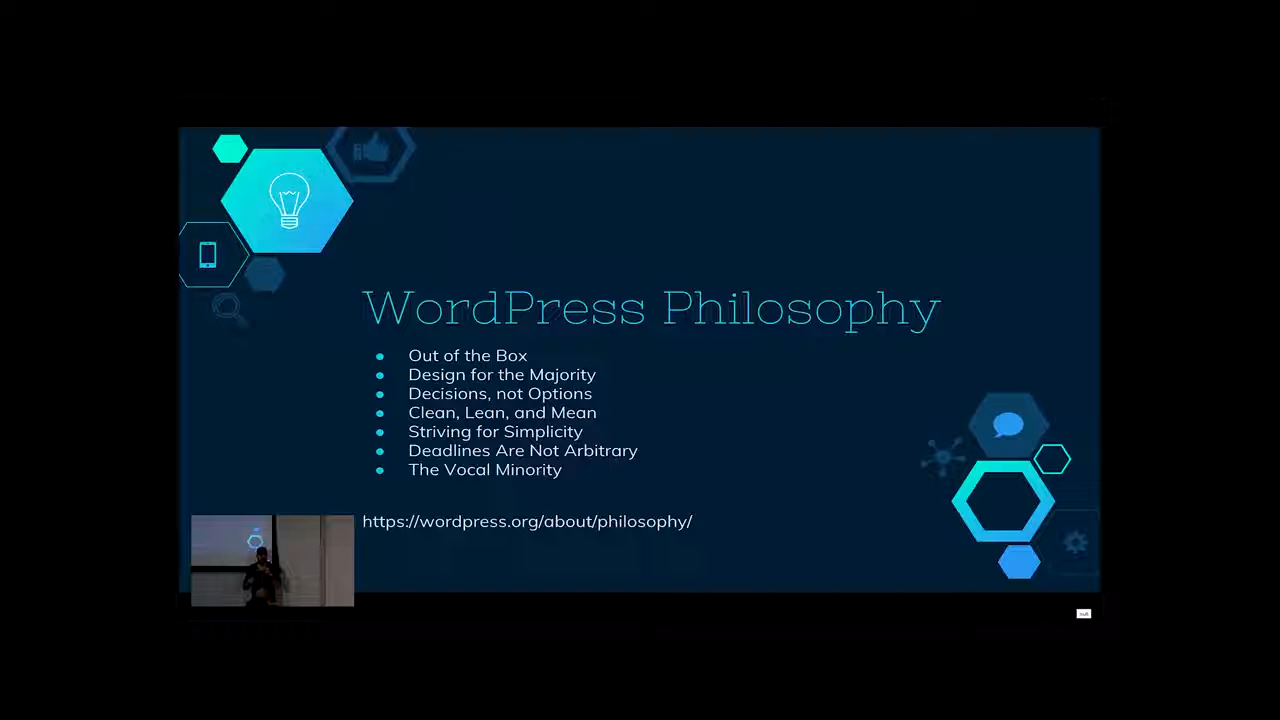 WordPress Philosophy
Out of the Box
Design for the Majority
Decisions, not Options
Clean, Lean, and Mean
Striving for Simplicity
Deadlines Are Not Arbitrary
The Vocal Minority
https://wordpress.org/about/philosophy/